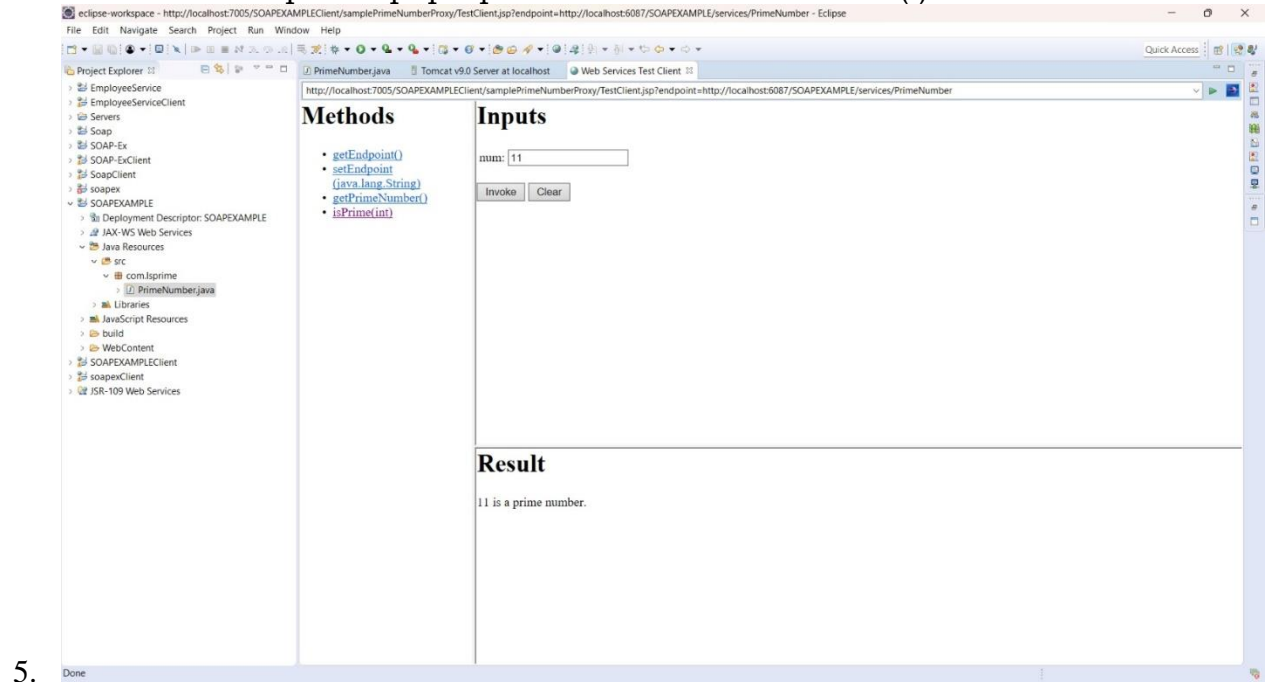 eclipse-workspace - http://localhost:7005/SOAPEXAMPLEClient/samplePrimeNumberProxy/TestClient.jsp?endpoint=http://localhost:6087/SOAPEXAMPLE/services/PrimeNumber - Eclipse
File Edit Navigate Search Project Run Window Help
Quick Access
Project Explorer
PrimeNumber.java Tomcat v9.0 Server at localhost Web Services Test Client
http://localhost:7005/SOAPEXAMPLEClient/samplePrimeNumberProxy/TestClient.jsp?endpoint=http://localhost:6087/SOAPEXAMPLE/services/PrimeNumber
EmployeeService
EmployeeServiceClient
Servers
Soap
SOAP-Ex
SOAP-ExClient
SoapClient
soapex
SOAPEXAMPLE
Deployment Descriptor: SOAPEXAMPLE
JAX-WS Web Services
Java Resources
src
com.Isprime
PrimeNumber.java
Libraries
JavaScript Resources
build
WebContent
SOAPEXAMPLEClient
soapexClient
JSR-109 Web Services
Methods
• getEndpoint()
• setEndpoint
(java.lang.String)
• getPrimeNumber()
• isPrime(int)
Inputs
num: 11
Invoke Clear
Result
11 is a prime number.
5.
Done